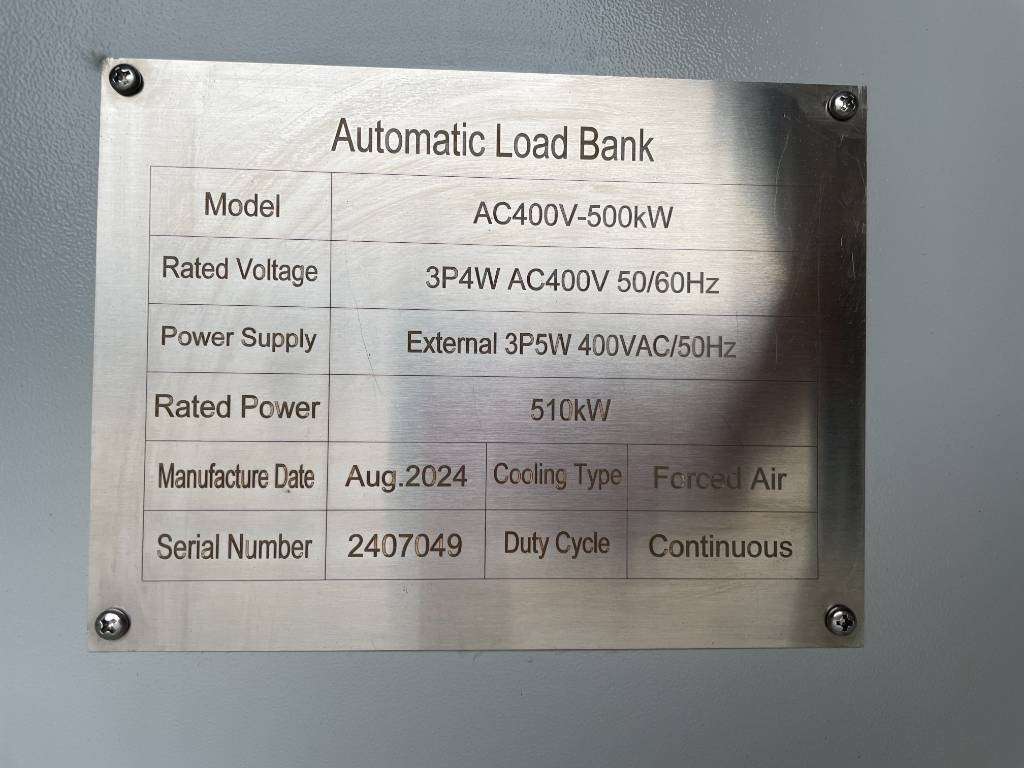 Automatic Load Bank
Model AC400V-500kW
Rated Voltage 3P4W AC400V 50/60Hz
Power Supply External 3P5W 400VAC/50Hz
Rated Power 510kW
Manufacture Date Aug.2024 Cooling Type Forced Air
Serial Number 2407049 Duty Cycle Continuous